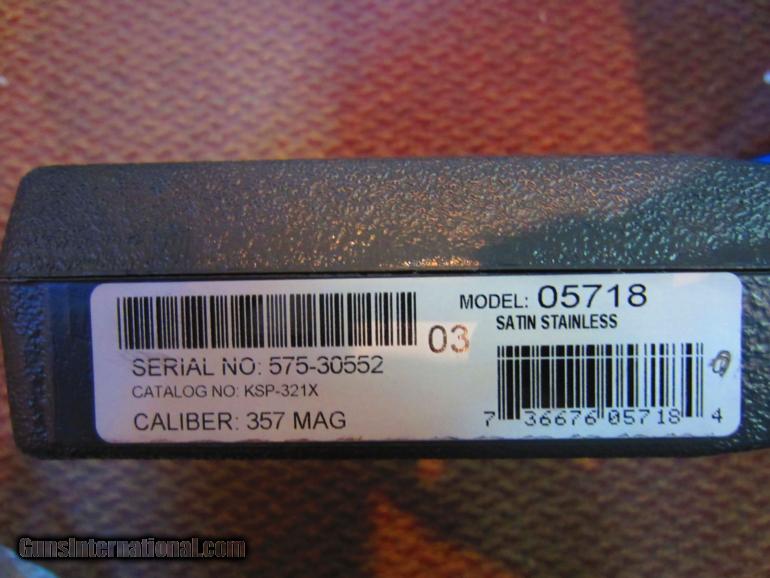 MODEL: 05718
SATIN STAINLESS
03
SERIAL NO: 575-30552
CATALOG NO: KSP-321X
CALIBER: 357 MAG
7 36676 05718 4
GunsInternational.com